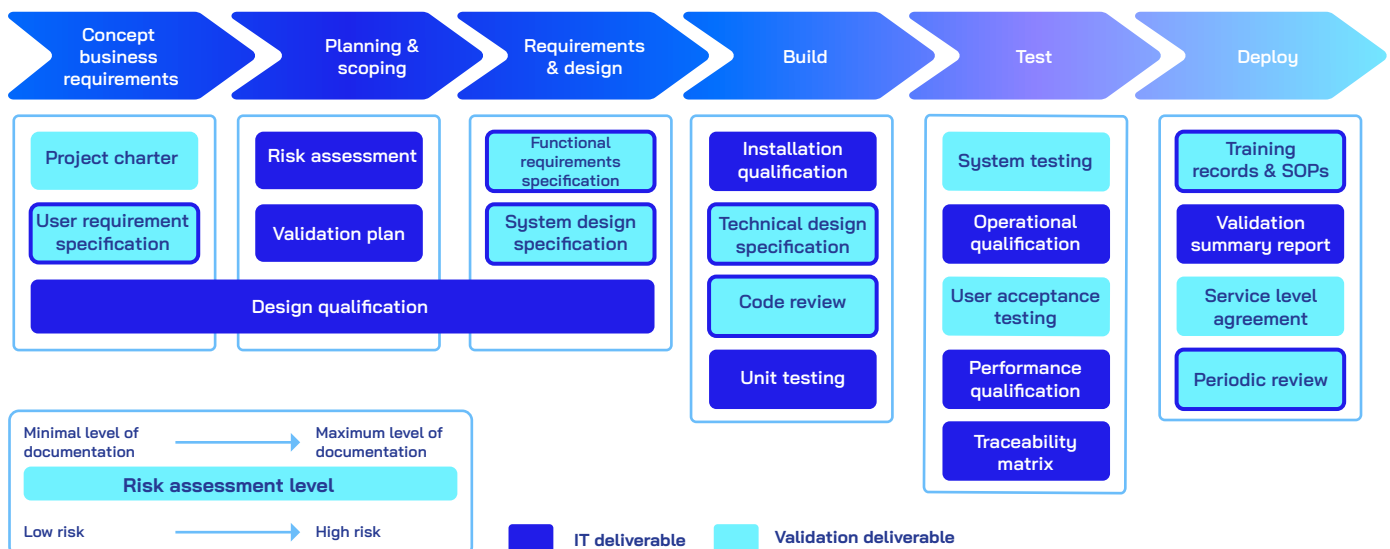 Concept
business
requirements
Planning &
scoping
Requirements
& design
Build
Test
Deploy
Project charter
User requirement
specification
Risk assessment
Validation plan
Functional
requirements
specification
System design
specification
Design qualification
Installation
qualification
Technical design
specification
Code review
Unit testing
System testing
Operational
qualification
User acceptance
testing
Performance
qualification
Traceability
matrix
Training
records & SOPs
Validation
summary report
Service level
agreement
Periodic review
Minimal level of
documentation
Maximum level of
documentation
Risk assessment level
Low risk
High risk
IT deliverable
Validation deliverable